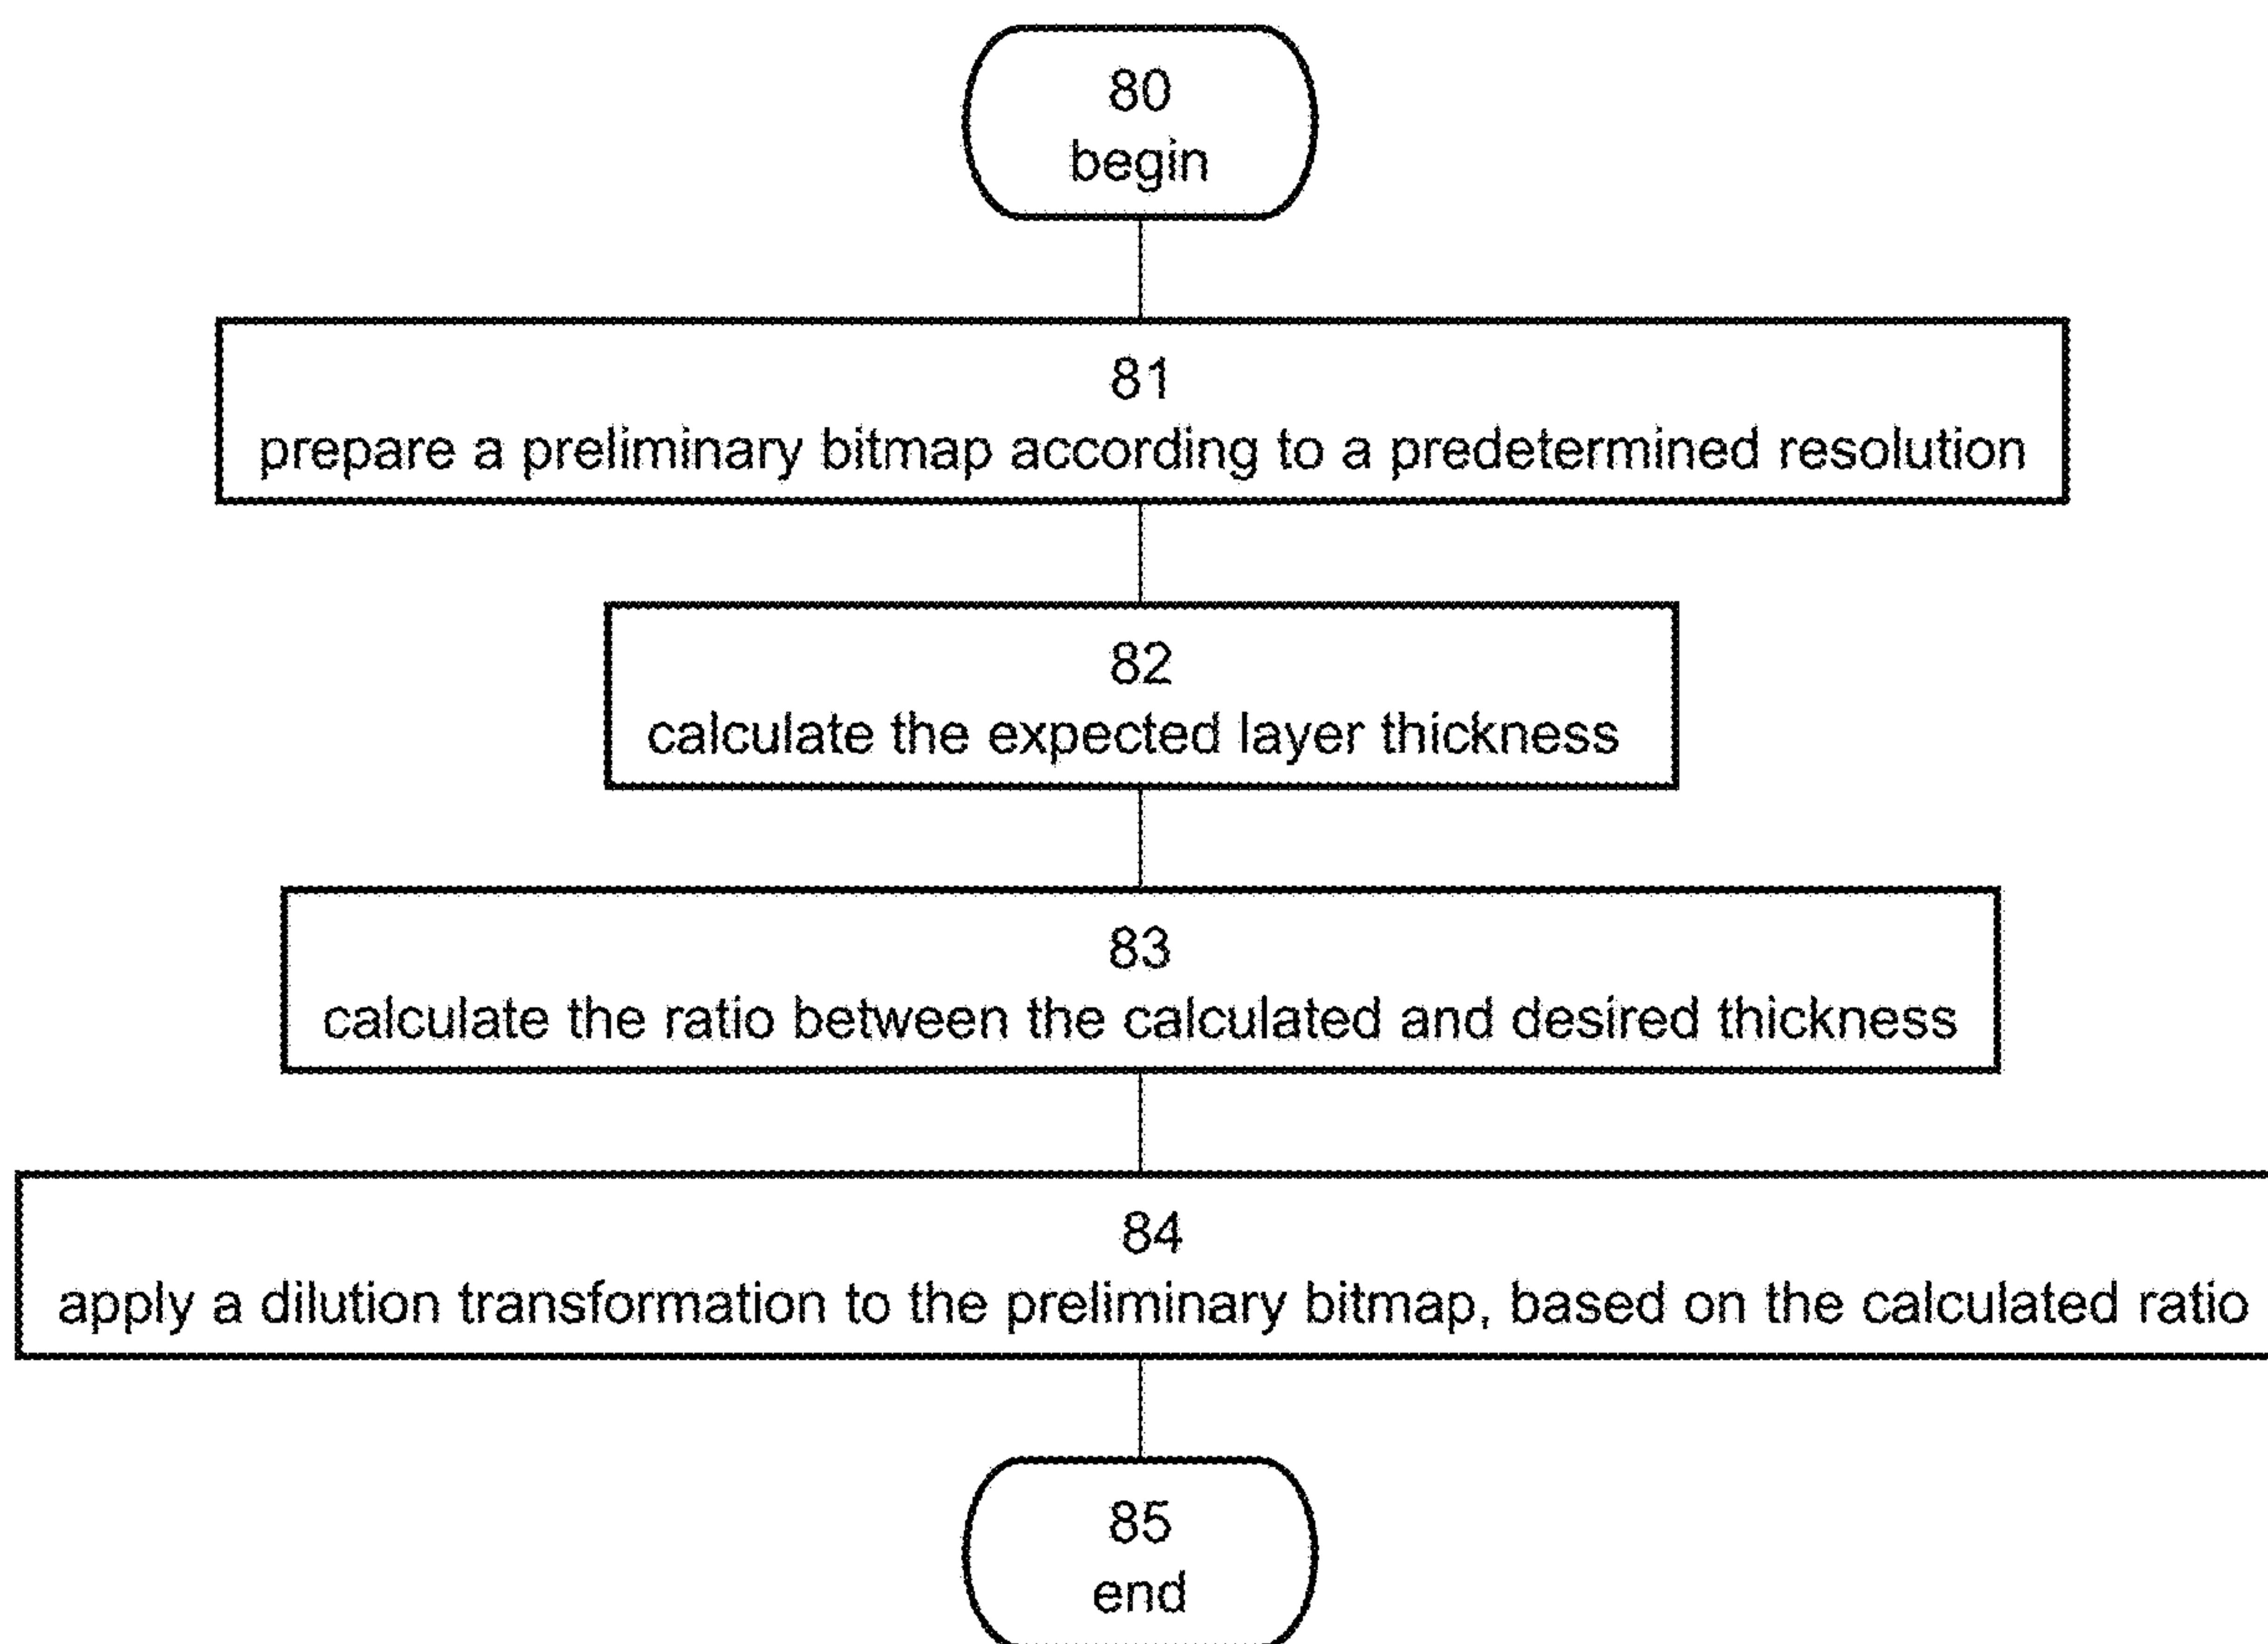 80
begin
81
prepare a preliminary bitmap according to a predetermined resolution
82
calculate the expected layer thickness
83
calculate the ratio between the calculated and desired thickness
84
apply a dilution transformation to the preliminary bitmap, based on the calculated ratio
85
end